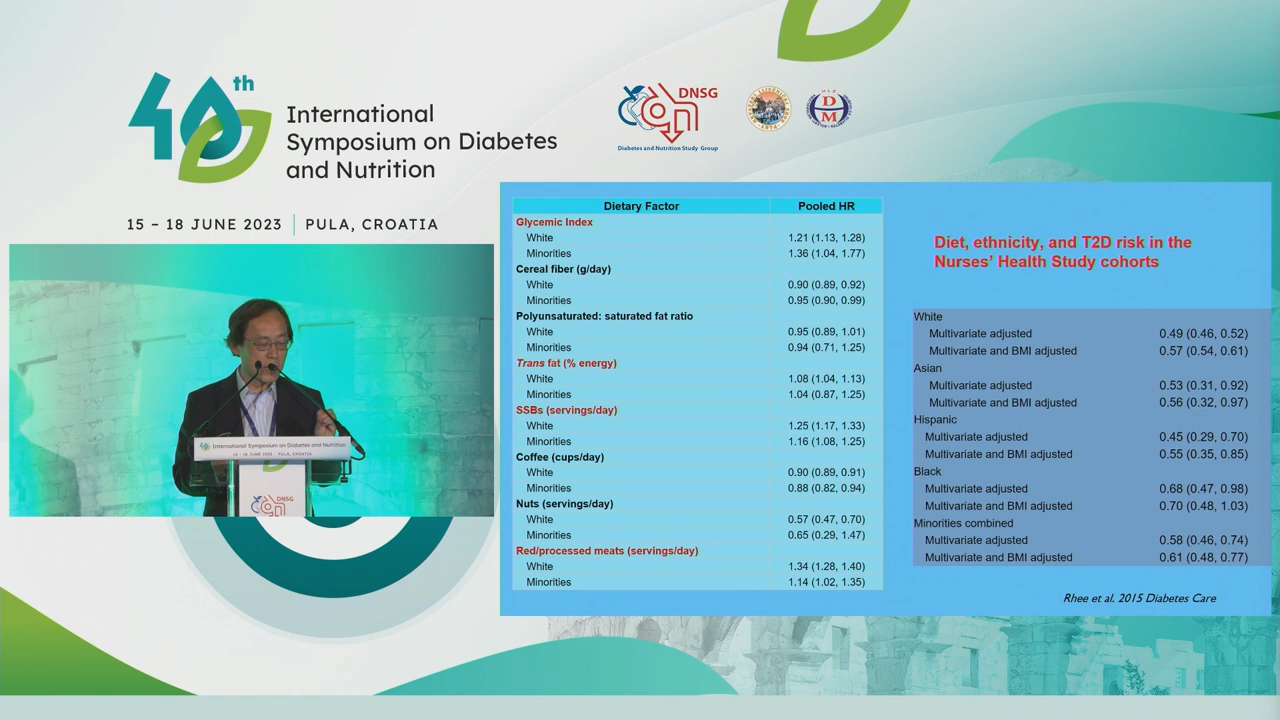 40th
International
Symposium on Diabetes
and Nutrition
15 – 18 JUNE 2023 | PULA, CROATIA
DNSG
Diabetes and Nutrition Study Group
DM
Dietary Factor Pooled HR
Glycemic Index
White 1.21 (1.13, 1.28)
Minorities 1.36 (1.04, 1.77)
Cereal fiber (g/day)
White 0.90 (0.89, 0.92)
Minorities 0.95 (0.90, 0.99)
Polyunsaturated: saturated fat ratio
White 0.95 (0.89, 1.01)
Minorities 0.94 (0.71, 1.25)
Trans fat (% energy)
White 1.08 (1.04, 1.13)
Minorities 1.04 (0.87, 1.25)
SSBs (servings/day)
White 1.25 (1.17, 1.33)
Minorities 1.16 (1.08, 1.25)
Coffee (cups/day)
White 0.90 (0.89, 0.91)
Minorities 0.88 (0.82, 0.94)
Nuts (servings/day)
White 0.57 (0.47, 0.70)
Minorities 0.65 (0.29, 1.47)
Red/processed meats (servings/day)
White 1.34 (1.28, 1.40)
Minorities 1.14 (1.02, 1.35)
Diet, ethnicity, and T2D risk in the
Nurses' Health Study cohorts
White
Multivariate adjusted 0.49 (0.46, 0.52)
Multivariate and BMI adjusted 0.57 (0.54, 0.61)
Asian
Multivariate adjusted 0.53 (0.31, 0.92)
Multivariate and BMI adjusted 0.56 (0.32, 0.97)
Hispanic
Multivariate adjusted 0.45 (0.29, 0.70)
Multivariate and BMI adjusted 0.55 (0.35, 0.85)
Black
Multivariate adjusted 0.68 (0.47, 0.98)
Multivariate and BMI adjusted 0.70 (0.48, 1.03)
Minorities combined
Multivariate adjusted 0.58 (0.46, 0.74)
Multivariate and BMI adjusted 0.61 (0.48, 0.77)
Rhee et al. 2015 Diabetes Care
International Symposium on Diabetes and Nutrition
15 - 18 JUNE 2023 | PULA, CROATIA
DNSG